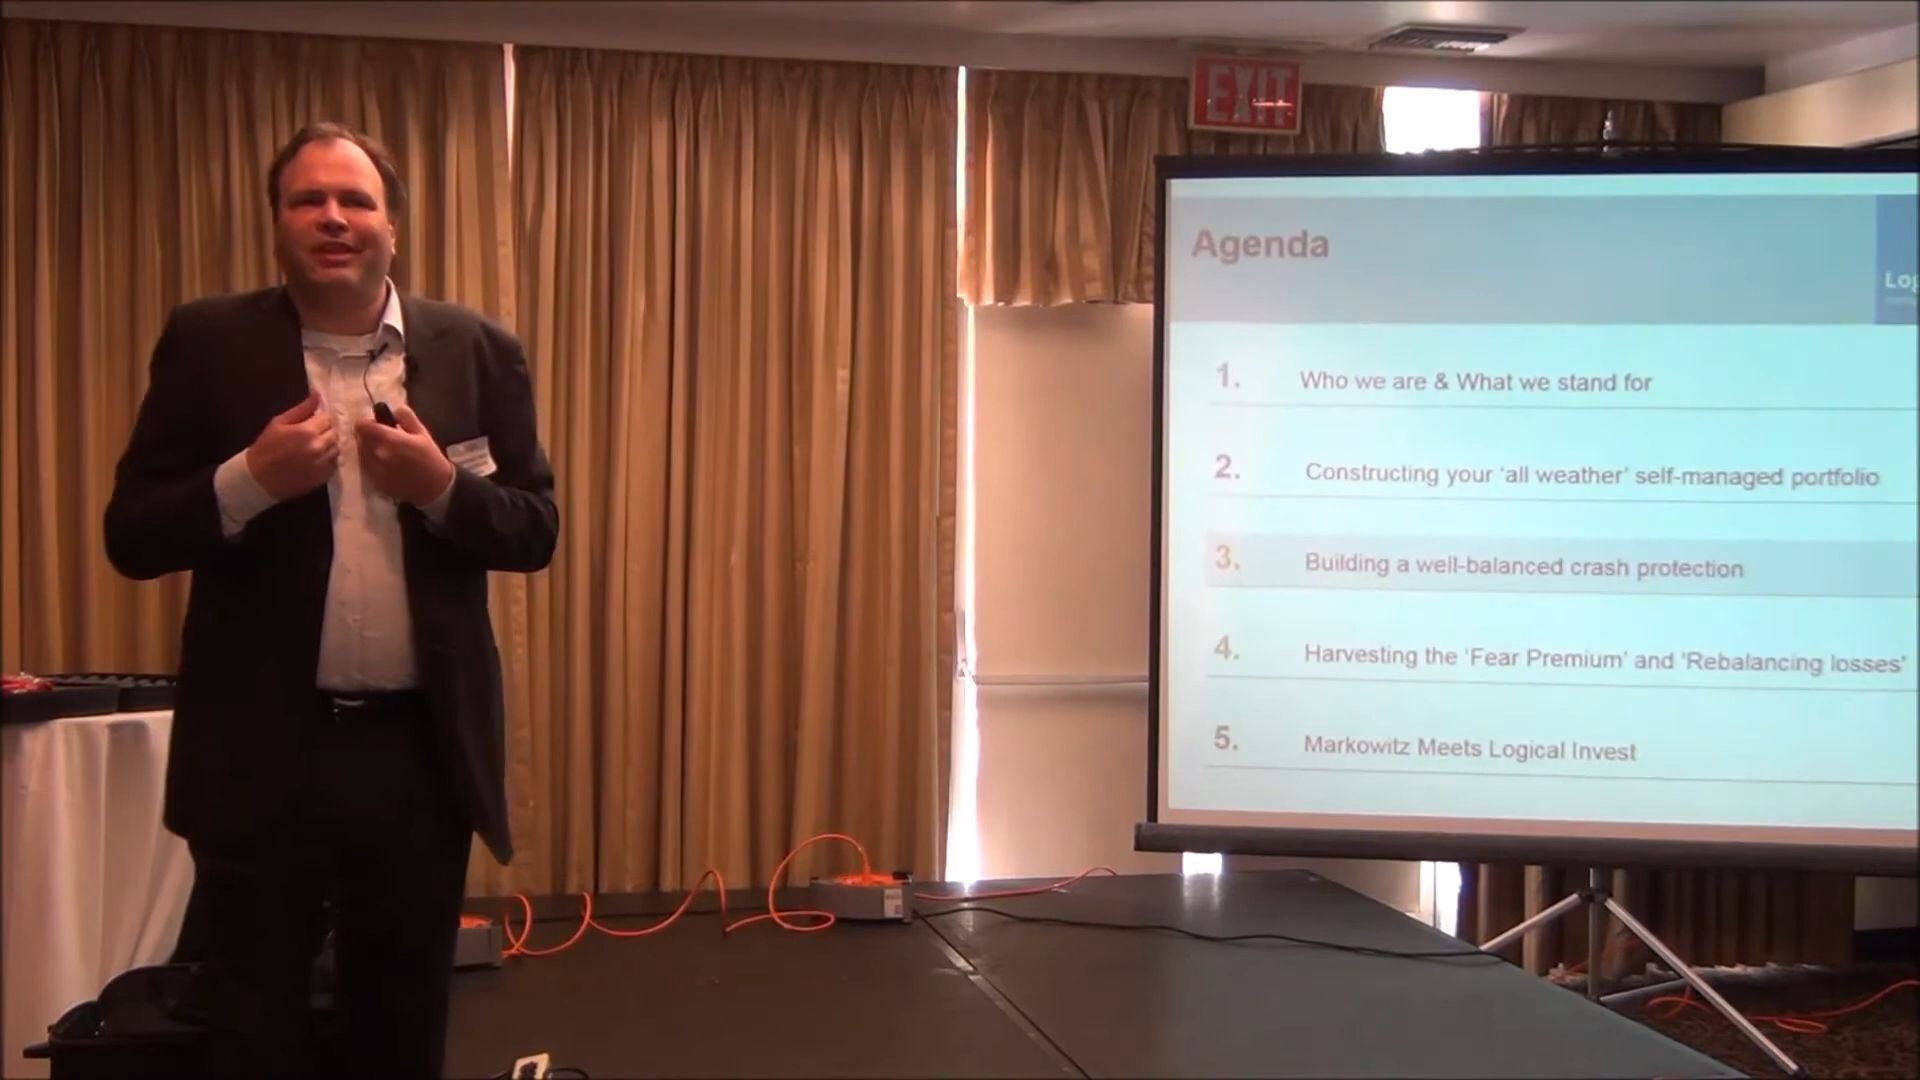 EXIT
Agenda
Log
1. Who we are & What we stand for
2. Constructing your ‘all weather’ self-managed portfolio
3. Building a well-balanced crash protection
4. Harvesting the ‘Fear Premium’ and 'Rebalancing losses'
5. Markowitz Meets Logical Invest